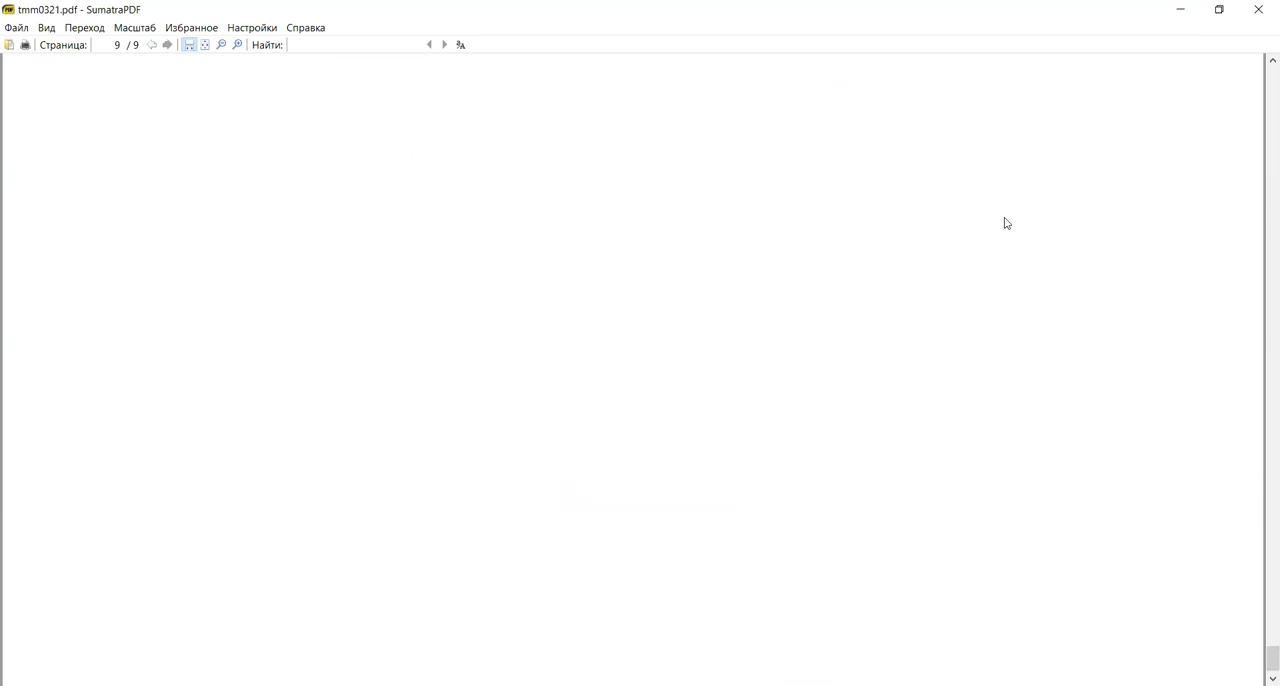 tmm0321.pdf - SumatraPDF
Файл Вид Переход Масштаб Избранное Настройки Справка
Страница: 9 / 9 Найти: